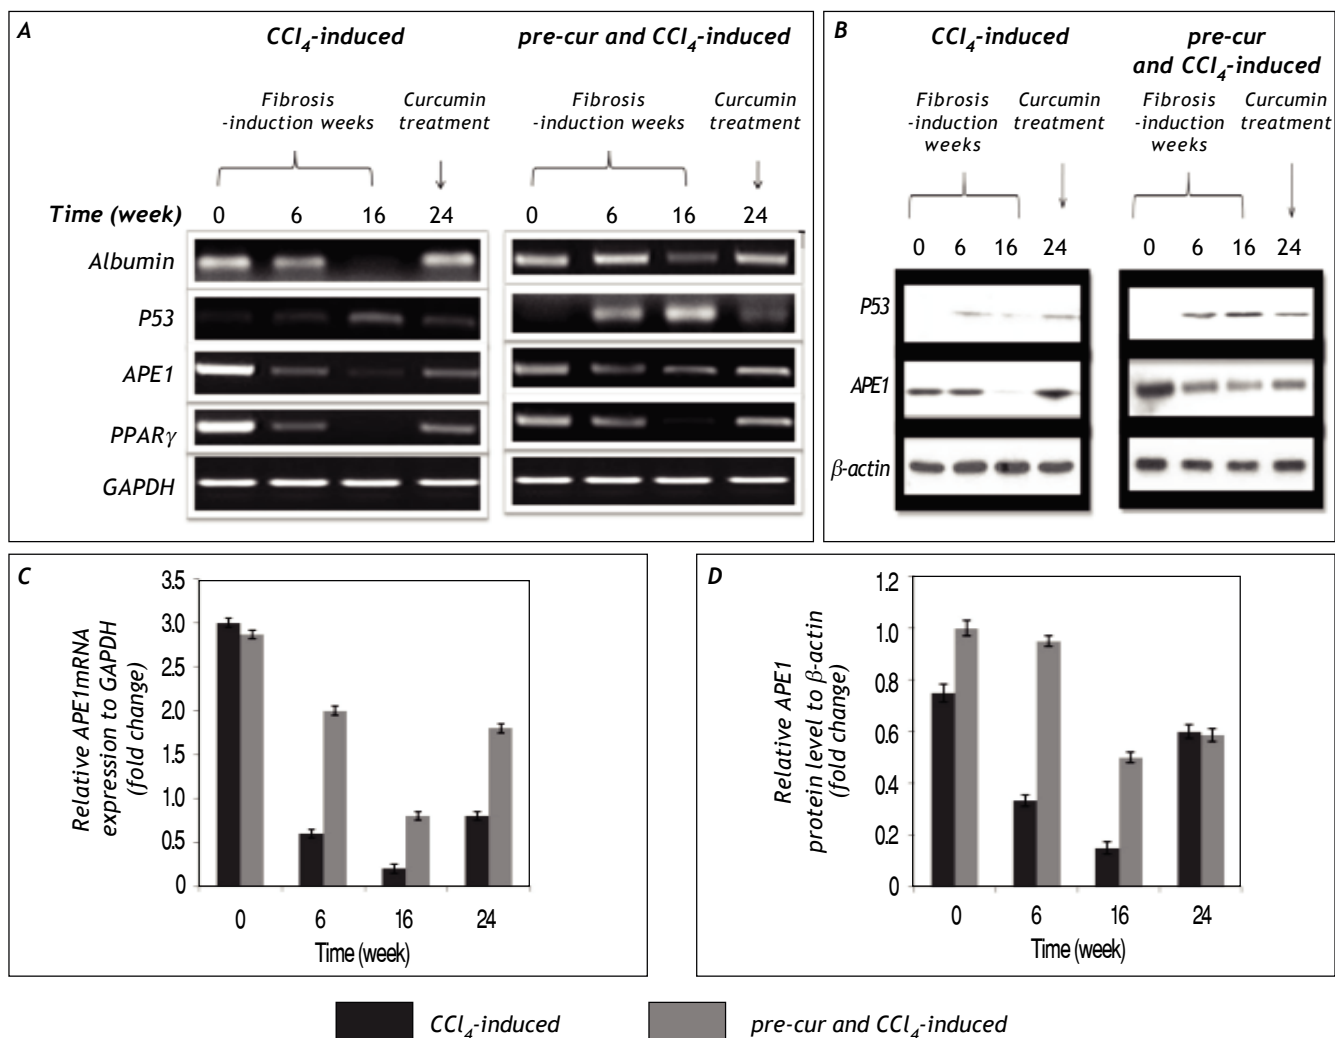 A
CCl4-induced
pre-cur and CCl4-induced
Fibrosis
-induction weeks
Curcumin
treatment
Fibrosis
-induction weeks
Curcumin
treatment
Time (week)
0 6 16 24
0 6 16 24
Albumin
P53
APE1
PPARγ
GAPDH
B
CCl4-induced
pre-cur
and CCl4-induced
Fibrosis
-induction
weeks
Curcumin
treatment
Fibrosis
-induction
weeks
Curcumin
treatment
0 6 16 24
0 6 16 24
P53
APE1
β-actin
C
Relative APE1mRNA
expression to GAPDH
(fold change)
3.5
3.0
2.5
2.0
1.5
1.0
0.5
0
0 6 16 24
Time (week)
D
Relative APE1
protein level to β-actin
(fold change)
1.2
1.0
0.8
0.6
0.4
0.2
0
0 6 16 24
Time (week)
CCl4-induced
pre-cur and CCl4-induced